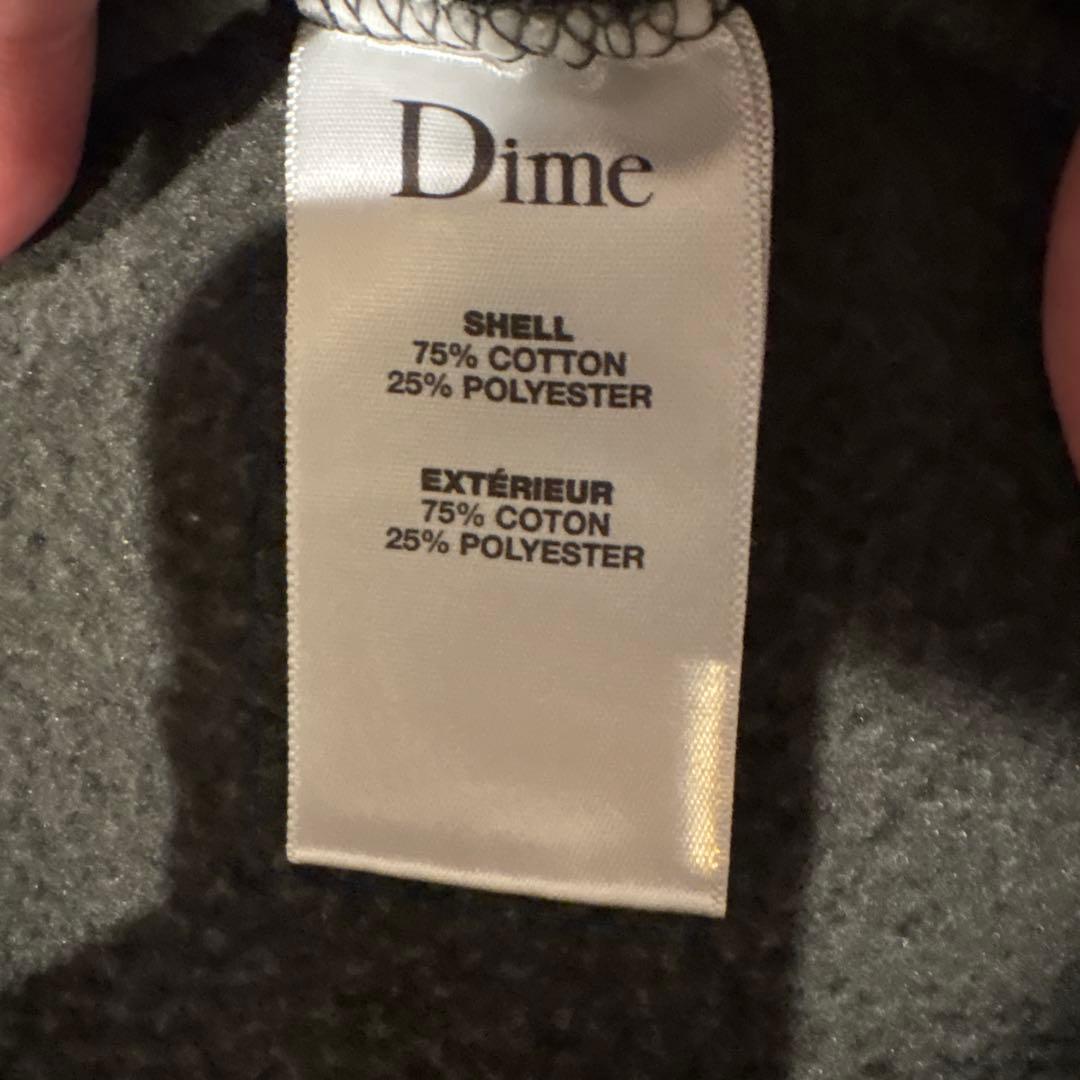 Dime
SHELL
75% COTTON
25% POLYESTER
EXTÉRIEUR
75% COTON
25% POLYESTER